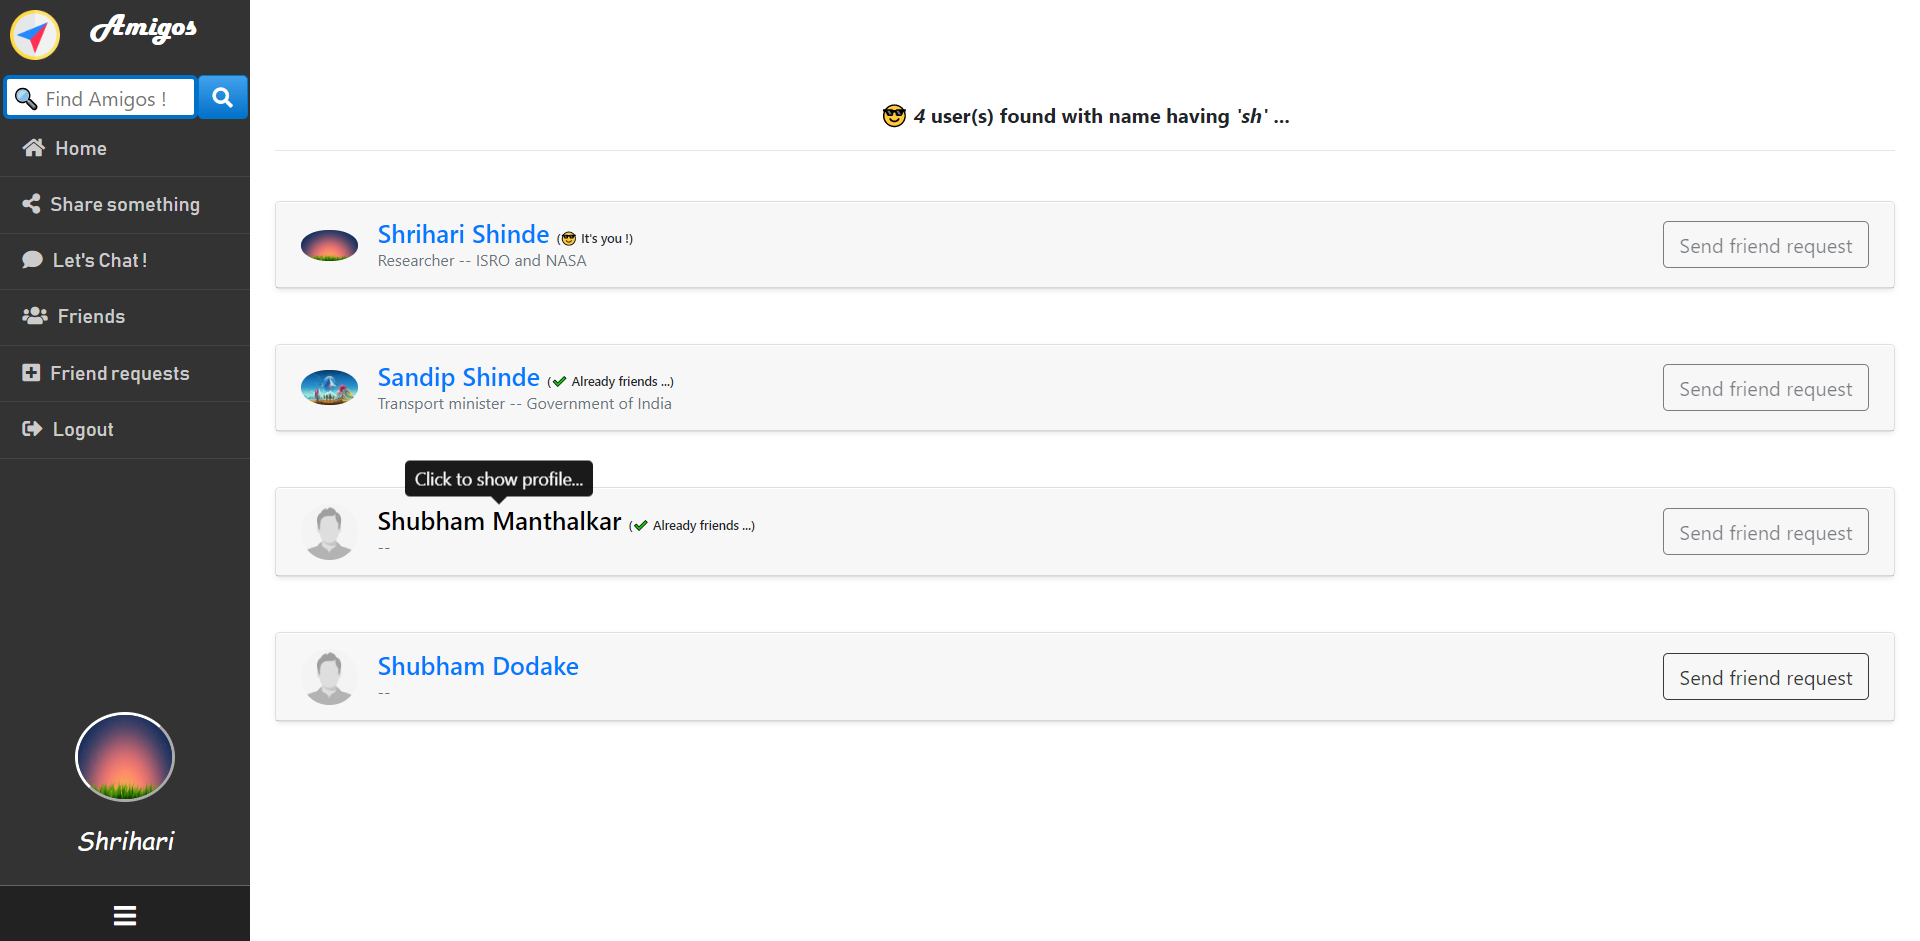 Amigos
Find Amigos !
Home
Share something
Let's Chat !
Friends
Friend requests
Logout
Shrihari
4 user(s) found with name having 'sh' ...
Shrihari Shinde ( It's you !)
Researcher -- ISRO and NASA
Send friend request
Sandip Shinde ( Already friends ...)
Transport minister -- Government of India
Send friend request
Click to show profile...
Shubham Manthalkar ( Already friends ...)
--
Send friend request
Shubham Dodake
--
Send friend request